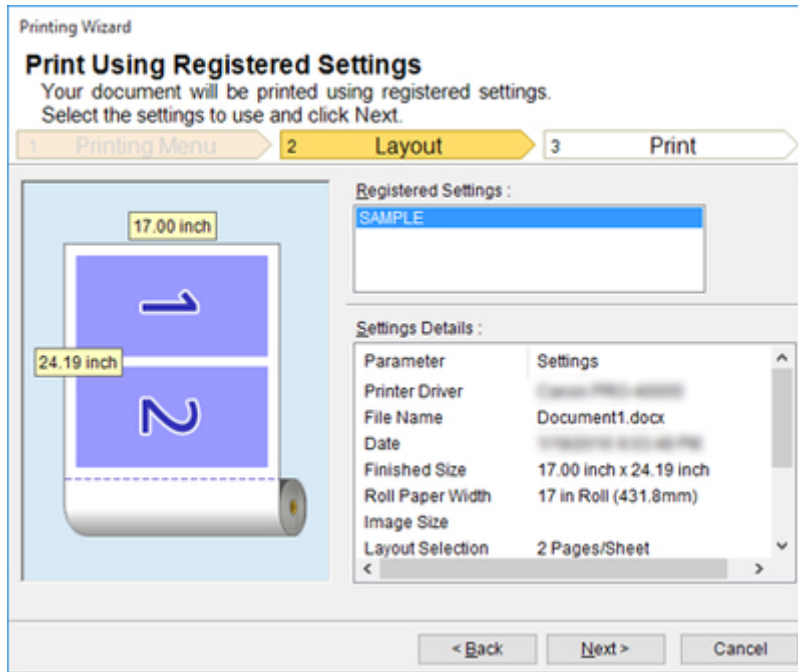 Printing Wizard
Print Using Registered Settings
Your document will be printed using registered settings.
Select the settings to use and click Next.
1 Printing Menu 2 Layout 3 Print
17.00 inch
24.19 inch
1
2
Registered Settings :
SAMPLE
Settings Details :
Parameter Settings
Printer Driver
File Name Document1.docx
Date
Finished Size 17.00 inch x 24.19 inch
Roll Paper Width 17 in Roll (431.8mm)
Image Size
Layout Selection 2 Pages/Sheet
< Back Next > Cancel